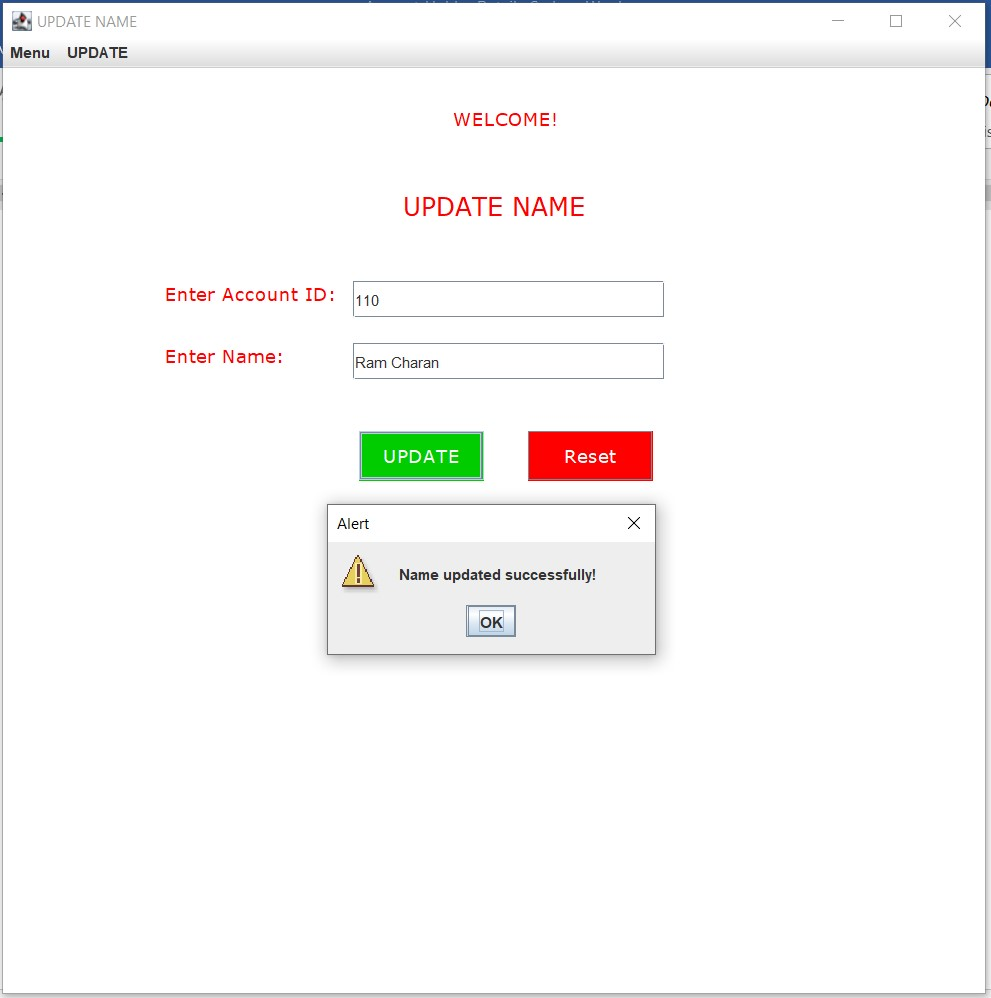 UPDATE NAME
Menu UPDATE
WELCOME!
UPDATE NAME
Enter Account ID: 110
Enter Name: Ram Charan
UPDATE Reset
Alert
Name updated successfully!
OK